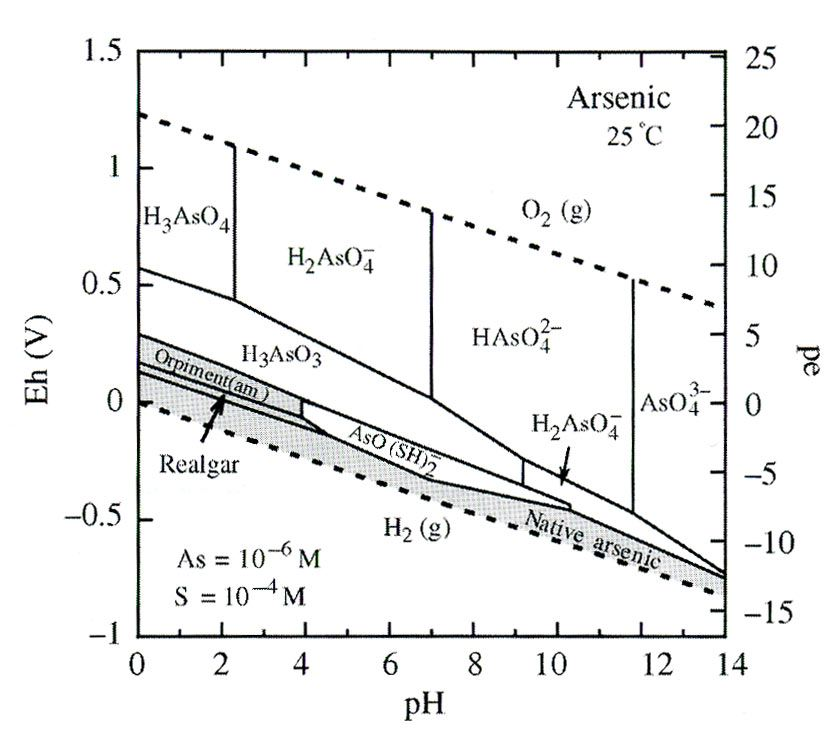 Arsenic
25 °C
O₂ (g)
H₃AsO₄
H₂AsO₄⁻
HAsO₄²⁻
AsO₄³⁻
H₃AsO₃
H₂AsO₄⁻
Orpiment(am)
AsO(SH)₂⁻
Realgar
H₂ (g)
Native arsenic
As = 10⁻⁶ M
S = 10⁻⁴ M
Eh (V)
1.5
1
0.5
0
−0.5
−1
pe
25
20
15
10
5
0
−5
−10
−15
0 2 4 6 8 10 12 14
pH